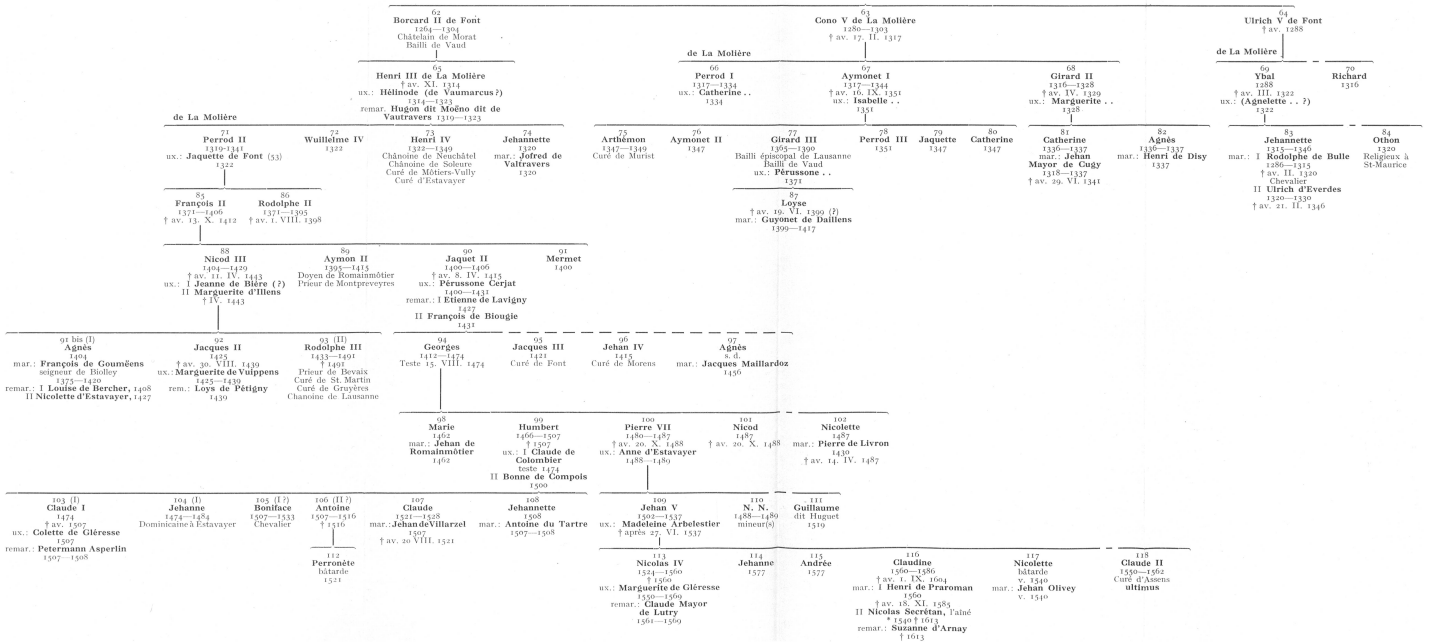 62
Borcard II de Font
1264—1304
Châtelain de Morat
Bailli de Vaud
63
Cono V de La Molière
1280—1303
† av. 17. II. 1317
64
Ulrich V de Font
† av. 1288
de La Molière
de La Molière
65
Henri III de La Molière
† av. XI. 1314
ux.: Hélinode (de Vaumarcus?)
1314—1323
remar. Hugon dit Moëno dit de
Vautravers 1319—1323
66
Perrod I
1317—1334
ux.: Catherine . .
1334
67
Aymonet I
1317—1344
† av. 16. IX. 1351
ux.: Isabelle . .
1351
68
Girard II
1316—1328
† av. IV. 1329
ux.: Marguerite . .
1328
69
Ybal
1288
† av. III. 1322
ux.: (Agnelette . . ?)
1322
70
Richard
1316
de La Molière
71
Perrod II
1319-1341
ux.: Jaquette de Font (53)
1322
72
Wuillelme IV
1322
73
Henri IV
1322—1349
Chânoine de Neuchâtel
Chânoine de Soleure
Curé de Môtiers-Vully
Curé d'Estavayer
74
Jehannette
1320
mar.: Jofred de
Valtravers
1320
75
Arthémon
1347—1349
Curé de Murist
76
Aymonet II
1347
77
Girard III
1365—1390
Bailli épiscopal de Lausanne
Bailli de Vaud
ux.: Pérussone . .
1371
78
Perrod III
1351
79
Jaquette
1347
80
Catherine
1347
81
Catherine
1336—1337
mar.: Jehan
Mayor de Cugy
1318—1337
† av. 29. VI. 1341
82
Agnès
1336—1337
mar.: Henri de Disy
1337
83
Jehannette
1315—1346
mar.: I Rodolphe de Bulle
1286—1315
† av. II. 1320
Chevalier
II Ulrich d'Everdes
1320—1330
† av. 21. II. 1346
84
Othon
1320
Religieux à
St-Maurice
85
François II
1371—1406
† av. 13. X. 1412
86
Rodolphe II
1371—1395
† av. 1. VIII. 1398
87
Loyse
† av. 19. VI. 1399 (?)
mar.: Guyonet de Daillens
1399—1417
88
Nicod III
1404—1429
† av. 11. IV. 1443
ux.: I Jeanne de Bière (?)
II Marguerite d'Illens
† IV. 1443
89
Aymon II
1395—1415
Doyen de Romainmôtier
Prieur de Montpreveyres
90
Jaquet II
1400—1406
† av. 8. IV. 1415
ux.: Pérussone Cerjat
1400—1431
remar.: I Etienne de Lavigny
1427
II François de Biougie
1431
91
Mermet
1400
91 bis (I)
Agnès
1404
mar.: François de Gouméens
seigneur de Biolley
1375—1420
remar.: I Louise de Bercher, 1408
II Nicolette d'Estavayer, 1427
92
Jacques II
1425
† av. 30. VIII. 1439
ux.: Marguerite de Vuippens
1425—1439
rem.: Loys de Pétigny
1439
93 (II)
Rodolphe III
1433—1491
† 1491
Prieur de Bevaix
Curé de St. Martin
Curé de Gruyères
Chanoine de Lausanne
94
Georges
1412—1474
Teste 15. VIII. 1474
95
Jacques III
1421
Curé de Font
96
Jehan IV
1415
Curé de Morens
97
Agnès
s. d.
mar.: Jacques Maillardoz
1456
98
Marie
1462
mar.: Jehan de
Romainmôtier
1462
99
Humbert
1466—1507
† 1507
ux.: I Claude de
Colombier
teste 1474
II Bonne de Compois
1500
100
Pierre VII
1480—1487
† av. 20. X. 1488
ux.: Anne d'Estavayer
1488—1489
101
Nicod
1487
† av. 20. X. 1488
102
Nicolette
1487
mar.: Pierre de Livron
1430
† av. 14. IV. 1487
103 (I)
Claude I
1474
† av. 1507
ux.: Colette de Gléresse
1507
remar.: Petermann Asperlin
1507—1508
104 (I)
Jehanne
1474—1484
Dominicaine à Estavayer
105 (I ?)
Boniface
1507—1533
Chevalier
106 (II ?)
Antoine
1507—1516
† 1516
107
Claude
1521—1528
mar.: Jehan de Villarzel
1507
† av. 20 VIII. 1521
108
Jehannette
1508
mar.: Antoine du Tartre
1507—1508
109
Jehan V
1502—1537
ux.: Madeleine Arbelestier
† après 27. VI. 1537
110
N. N.
1488—1489
mineur(s)
111
Guillaume
dit Huguet
1519
112
Perronète
bâtarde
1521
113
Nicolas IV
1524—1560
† 1560
ux.: Marguerite de Gléresse
1550—1569
remar.: Claude Mayor
de Lutry
1561—1569
114
Jehanne
1577
115
Andrée
1577
116
Claudine
1560—1586
† av. 1. IX. 1604
mar.: I Henri de Praroman
1560
† av. 18. XI. 1585
II Nicolas Secrétan, l'aîné
* 1540 † 1613
remar.: Suzanne d'Arnay
† 1613
117
Nicolette
bâtarde
v. 1540
mar.: Jehan Olivey
v. 1540
118
Claude II
1550—1562
Curé d'Assens
ultimus